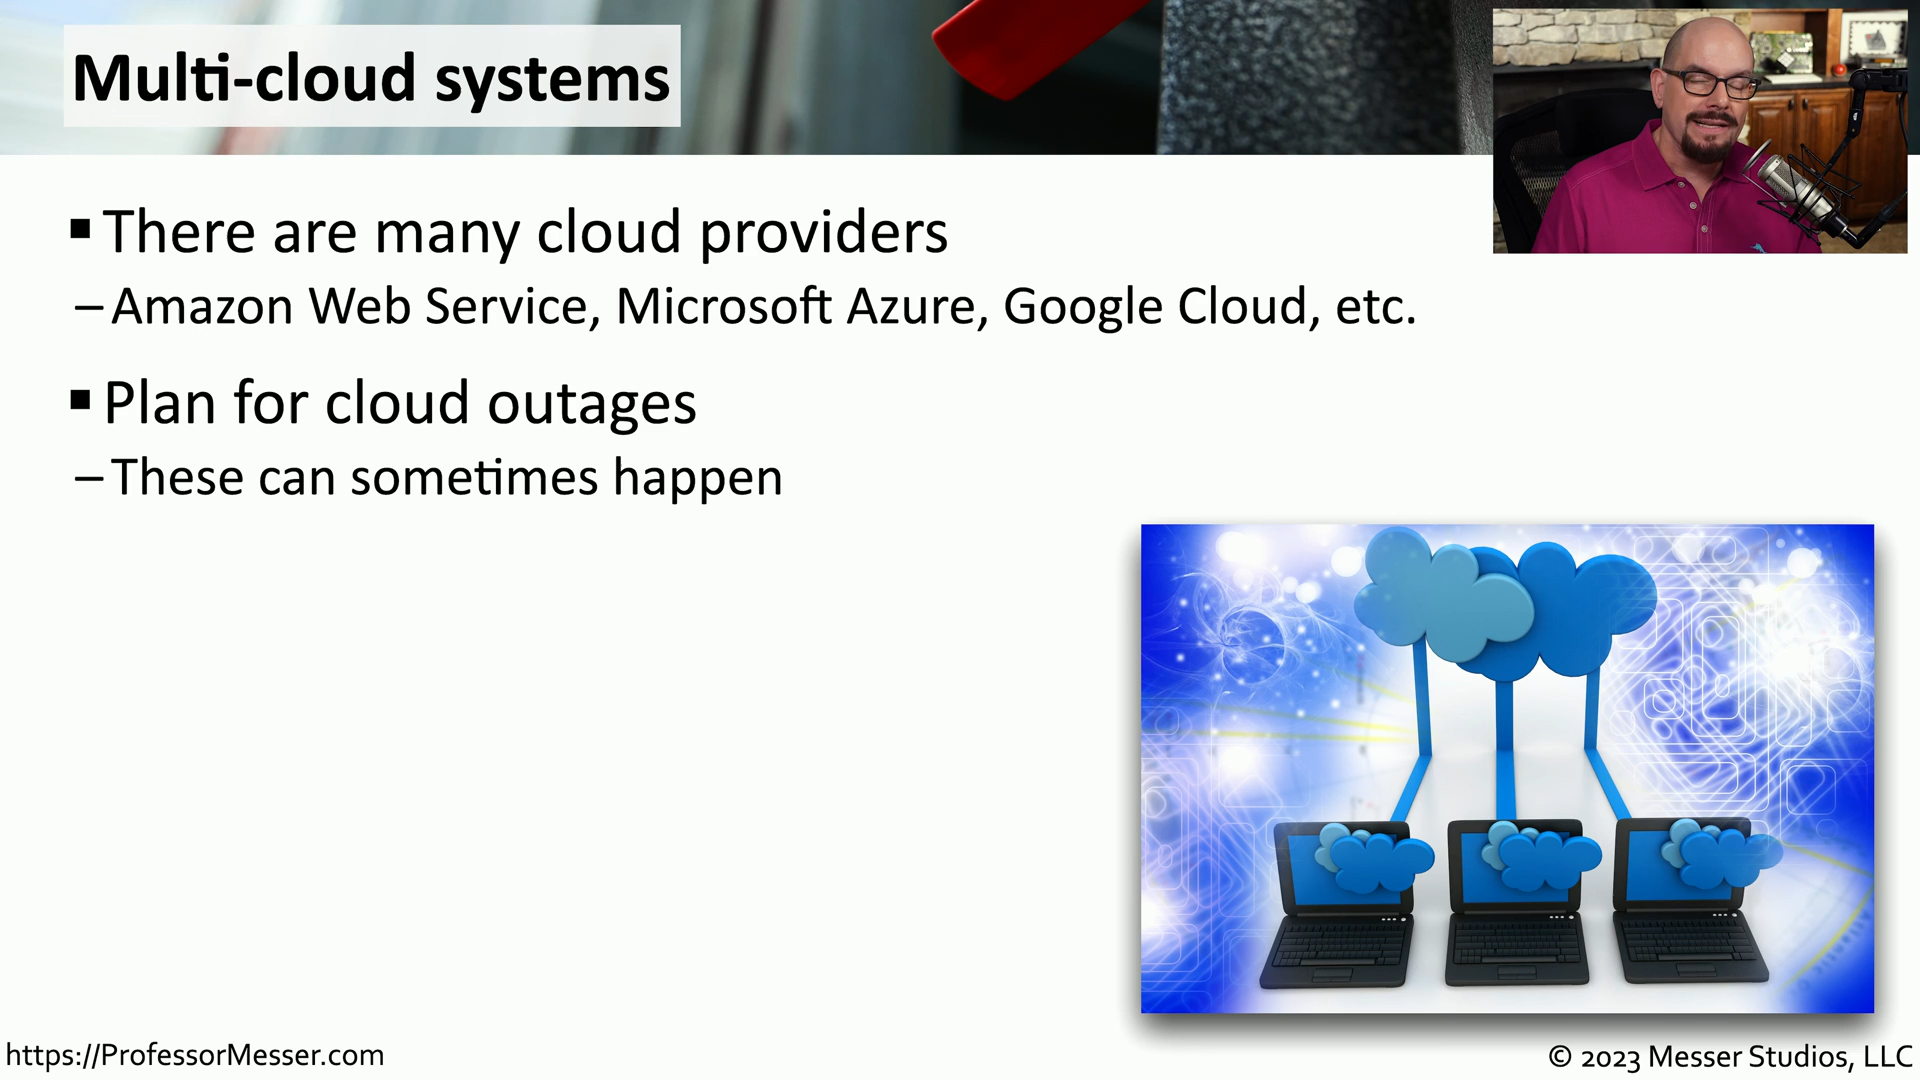 Multi-cloud systems
▪ There are many cloud providers
– Amazon Web Service, Microsoft Azure, Google Cloud, etc.
▪ Plan for cloud outages
– These can sometimes happen
https://ProfessorMesser.com
© 2023 Messer Studios, LLC